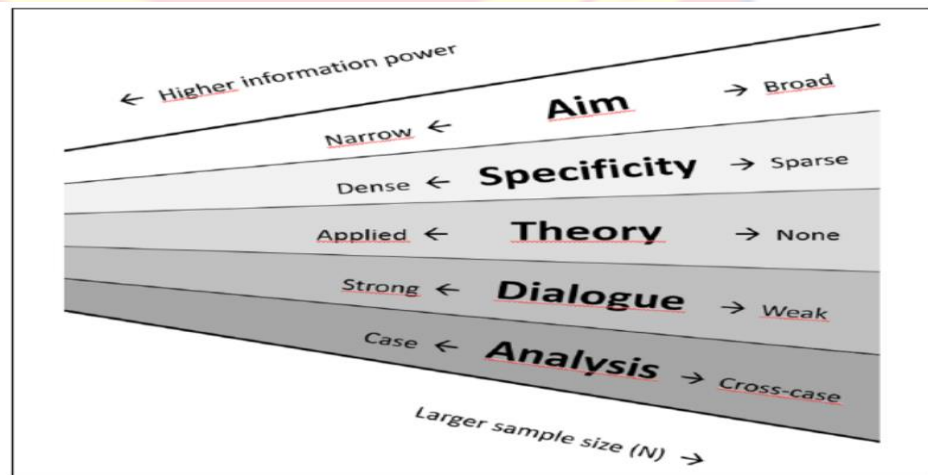 ← Higher information power
Narrow ← Aim → Broad
Dense ← Specificity → Sparse
Applied ← Theory → None
Strong ← Dialogue → Weak
Case ← Analysis → Cross-case
Larger sample size (N) →